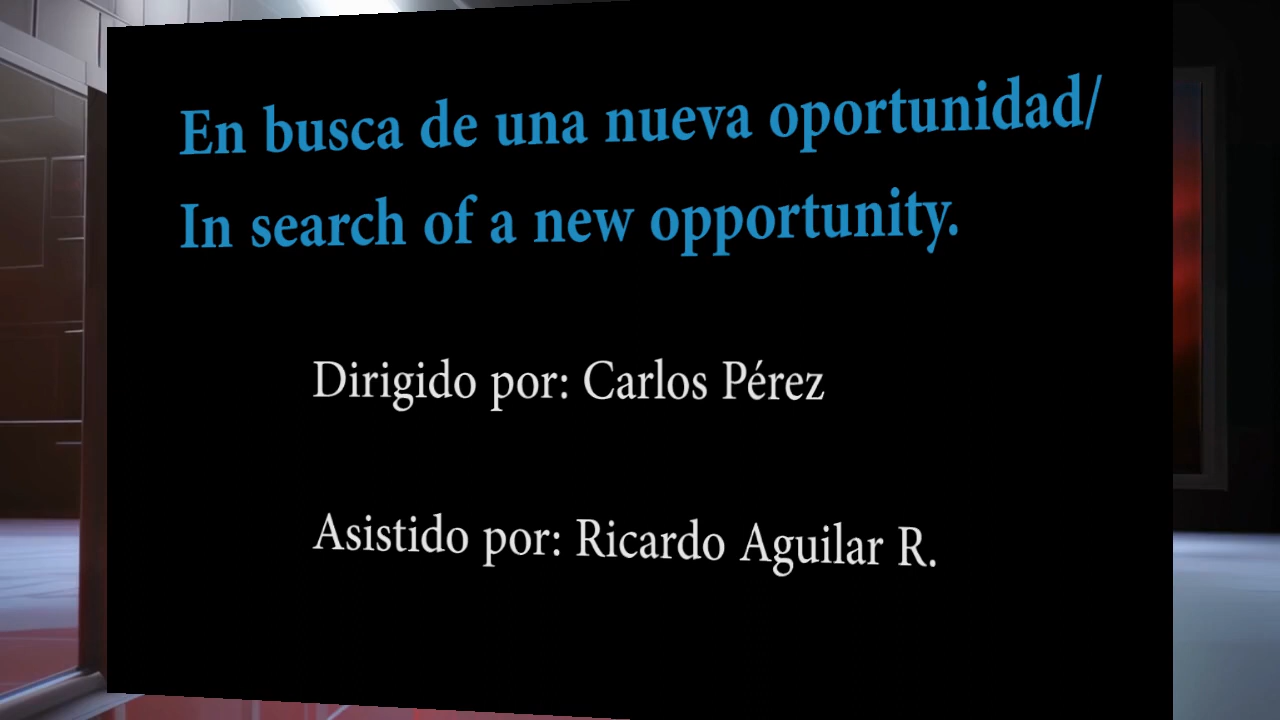 En busca de una nueva oportunidad/
In search of a new opportunity.
Dirigido por: Carlos Pérez
Asistido por: Ricardo Aguilar R.